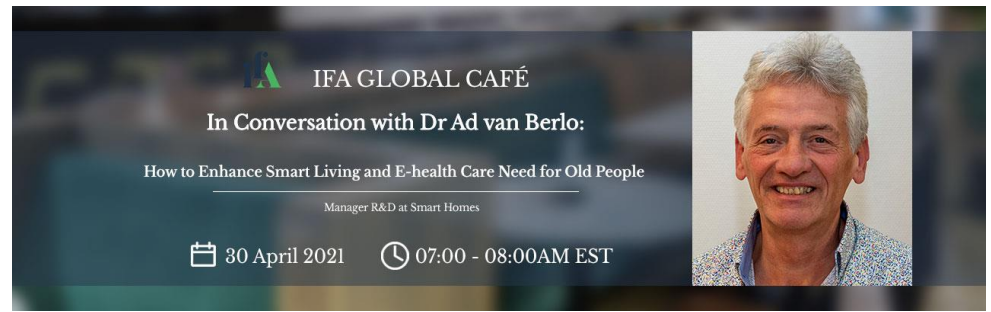 IFA GLOBAL CAFÉ
In Conversation with Dr Ad van Berlo:
How to Enhance Smart Living and E-health Care Need for Old People
Manager R&D at Smart Homes
30 April 2021
07:00 - 08:00AM EST